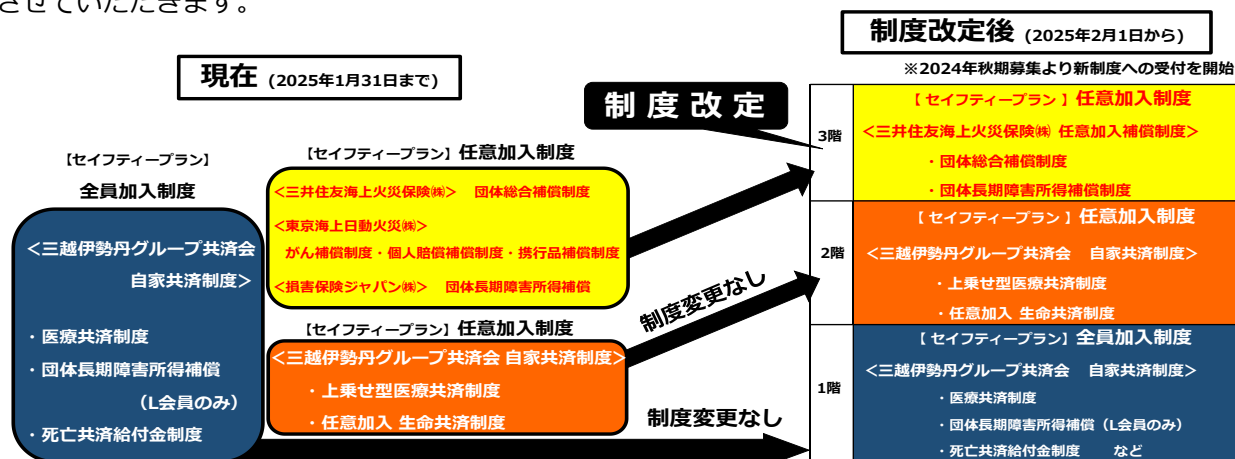 させていただきます。
現在 (2025年1月31日まで)
【セイフティープラン】
全員加入制度
<三越伊勢丹グループ共済会
自家共済制度>
・医療共済制度
・団体長期障害所得補償
（L会員のみ）
・死亡共済給付金制度
【セイフティープラン】任意加入制度
<三井住友海上火災保険㈱> 団体総合補償制度
<東京海上日動火災㈱>
がん補償制度・個人賠償補償制度・携行品補償制度
<損害保険ジャパン㈱> 団体長期障害所得補償
【セイフティープラン】任意加入制度
<三越伊勢丹グループ共済会 自家共済制度>
・上乗せ型医療共済制度
・任意加入 生命共済制度
制度改定
制度変更なし
制度変更なし
制度改定後 (2025年2月1日から)
※2024年秋期募集より新制度への受付を開始
3階
【 セイフティープラン 】任意加入制度
<三井住友海上火災保険㈱ 任意加入補償制度>
・団体総合補償制度
・団体長期障害所得補償制度
2階
【 セイフティープラン 】任意加入制度
<三越伊勢丹グループ共済会 自家共済制度>
・上乗せ型医療共済制度
・任意加入 生命共済制度
1階
【 セイフティープラン】全員加入制度
<三越伊勢丹グループ共済会 自家共済制度>
・医療共済制度
・団体長期障害所得補償（L会員のみ）
・死亡共済給付金制度 など